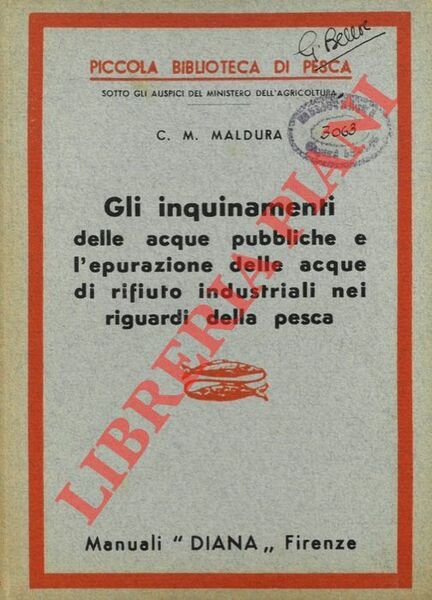 G. Belloc
PICCOLA BIBLIOTECA DI PESCA
SOTTO GLI AUSPICI DEL MINISTERO DELL'AGRICOLTURA
C. M. MALDURA
3063
Gli inquinamenti
delle acque pubbliche e
l'epurazione delle acque
di rifiuto industriali nei
riguardi della pesca
LIBRERIA PIANI
Manuali "DIANA„ Firenze